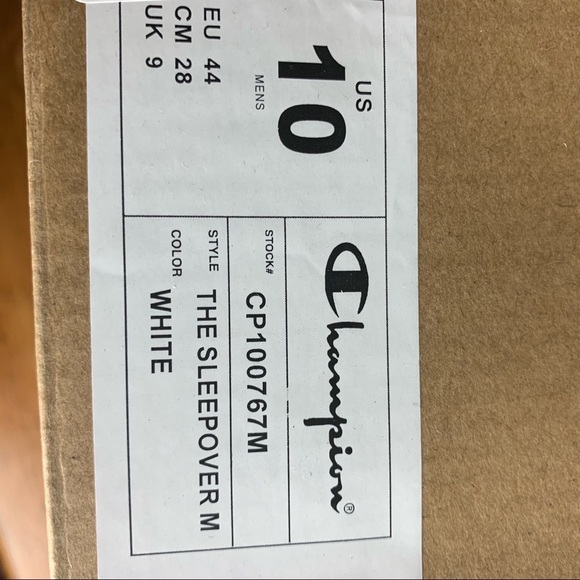 US
10
MENS
EU 44
CM 28
UK 9
Champion®
STOCK# CP100767M
STYLE THE SLEEPOVER M
COLOR WHITE